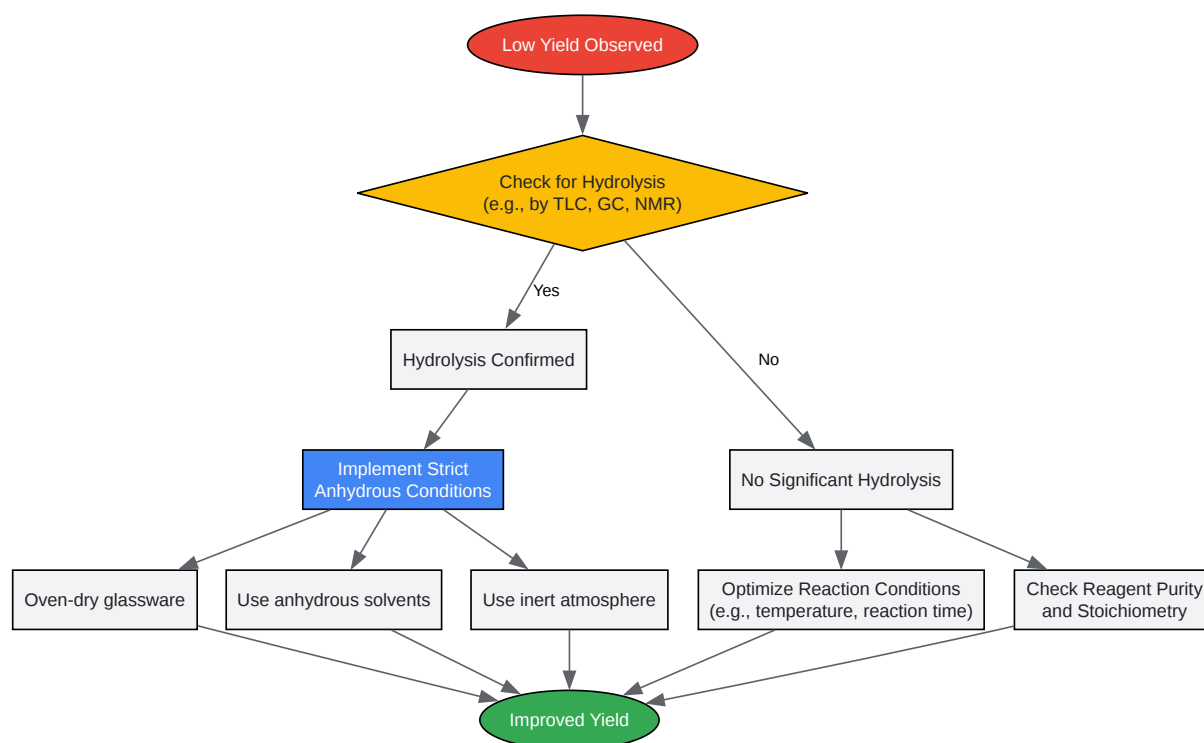 Low Yield Observed
Check for Hydrolysis
(e.g., by TLC, GC, NMR)
Yes
Hydrolysis Confirmed
No
Implement Strict
Anhydrous Conditions
No Significant Hydrolysis
Oven-dry glassware
Use anhydrous solvents
Use inert atmosphere
Optimize Reaction Conditions
(e.g., temperature, reaction time)
Check Reagent Purity
and Stoichiometry
Improved Yield